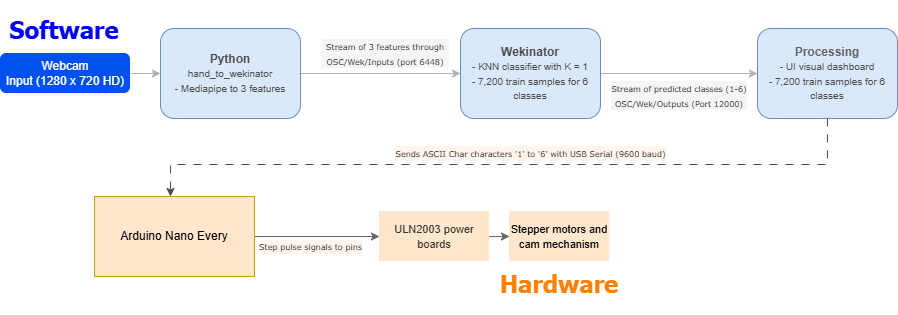 Software
Webcam
Input (1280 x 720 HD)
Python
hand_to_wekinator
- Mediapipe to 3 features
Stream of 3 features through
OSC/Wek/Inputs (port 6448)
Wekinator
- KNN classifier with K = 1
- 7,200 train samples for 6
classes
Stream of predicted classes (1-6)
OSC/Wek/Outputs (Port 12000)
Processing
- UI visual dashboard
- 7,200 train samples for 6
classes
Sends ASCII Char characters '1' to '6' with USB Serial (9600 baud)
Arduino Nano Every
Step pulse signals to pins
ULN2003 power
boards
Stepper motors and
cam mechanism
Hardware